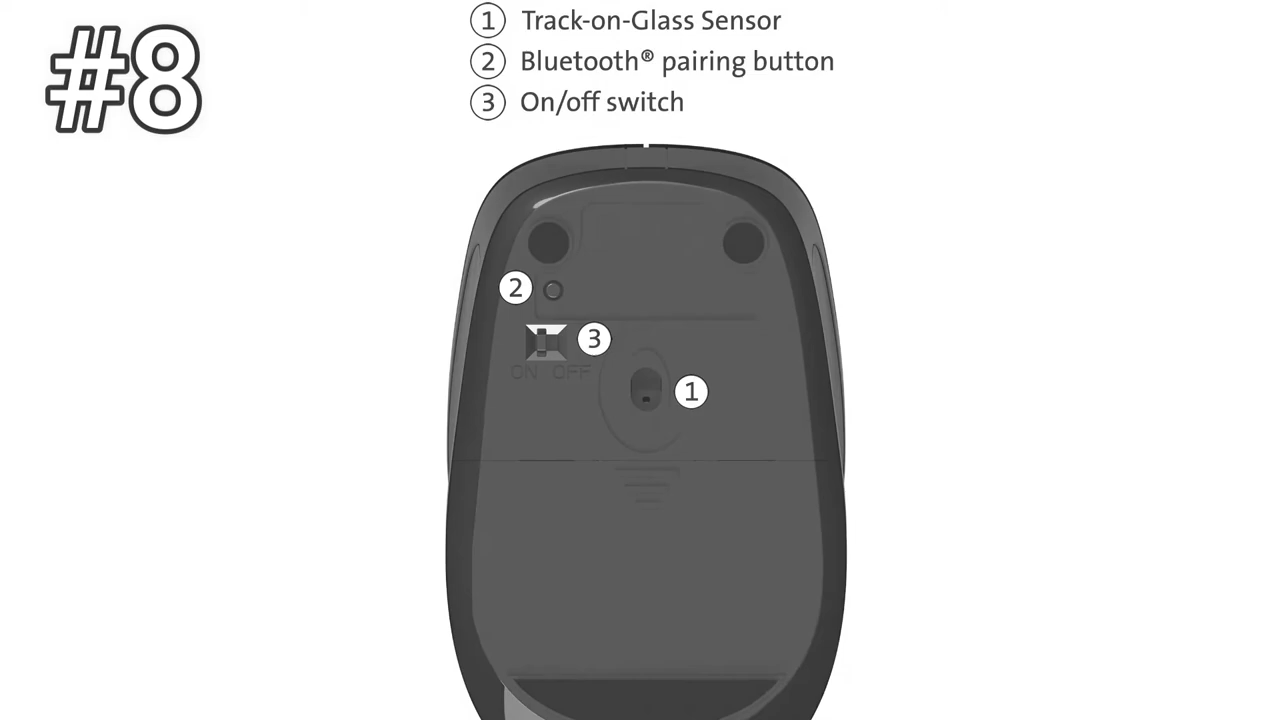 #8
1 Track-on-Glass Sensor
2 Bluetooth® pairing button
3 On/off switch
2
3
ON OFF
1